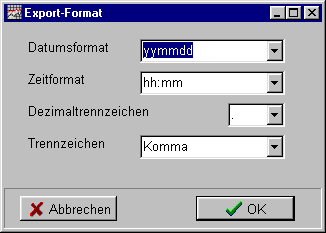 Export-Format
Datumsformat yymmdd
Zeitformat hh:mm
Dezimaltrennzeichen .
Trennzeichen Komma
Abbrechen OK